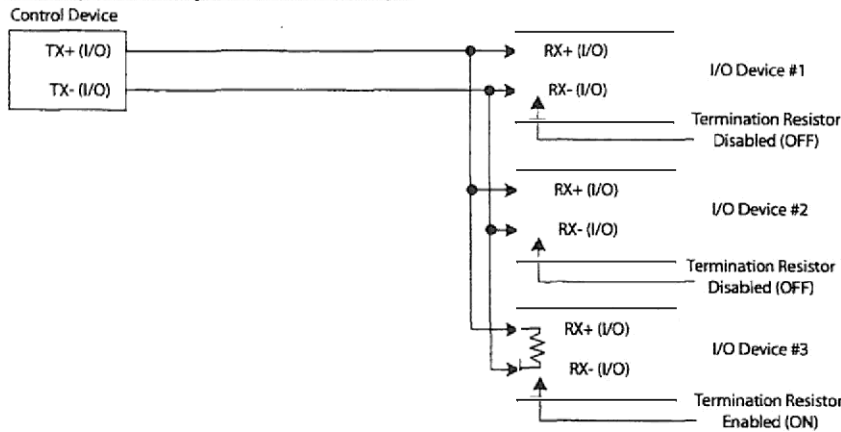 Control Device
TX+ (I/O)
TX- (I/O)
RX+ (I/O)
RX- (I/O)
I/O Device #1
Termination Resistor
Disabled (OFF)
RX+ (I/O)
RX- (I/O)
I/O Device #2
Termination Resistor
Disabled (OFF)
RX+ (I/O)
RX- (I/O)
I/O Device #3
Termination Resistor
Enabled (ON)